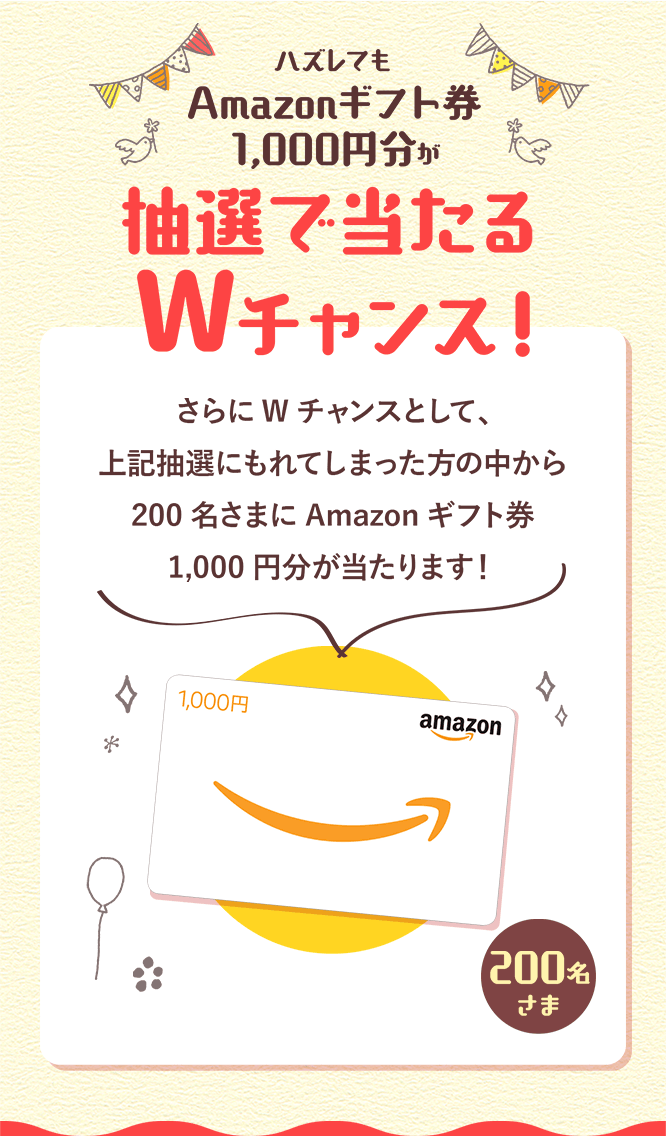 ハズレても
Amazonギフト券
1,000円分が
抽選で当たる
Wチャンス！
さらに W チャンスとして、
上記抽選にもれてしまった方の中から
200 名さまに Amazon ギフト券
1,000 円分が当たります！
1,000円
amazon
200名
さま